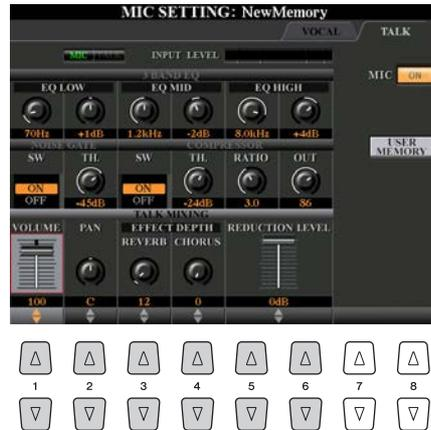 MIC SETTING: NewMemory
VOCAL TALK
MIC TALK INPUT LEVEL
MIC ON
3 BAND EQ
EQ LOW EQ MID EQ HIGH
70Hz +1dB 1.2kHz -2dB 8.0kHz +4dB
NOISE GATE COMPRESSOR
SW TH. SW TH. RATIO OUT
USER
MEMORY
ON ON
OFF -45dB OFF -24dB 3.0 86
TALK MIXING
VOLUME PAN EFFECT DEPTH REDUCTION LEVEL
REVERB CHORUS
100 C 12 0 0dB
1 2 3 4 5 6 7 8